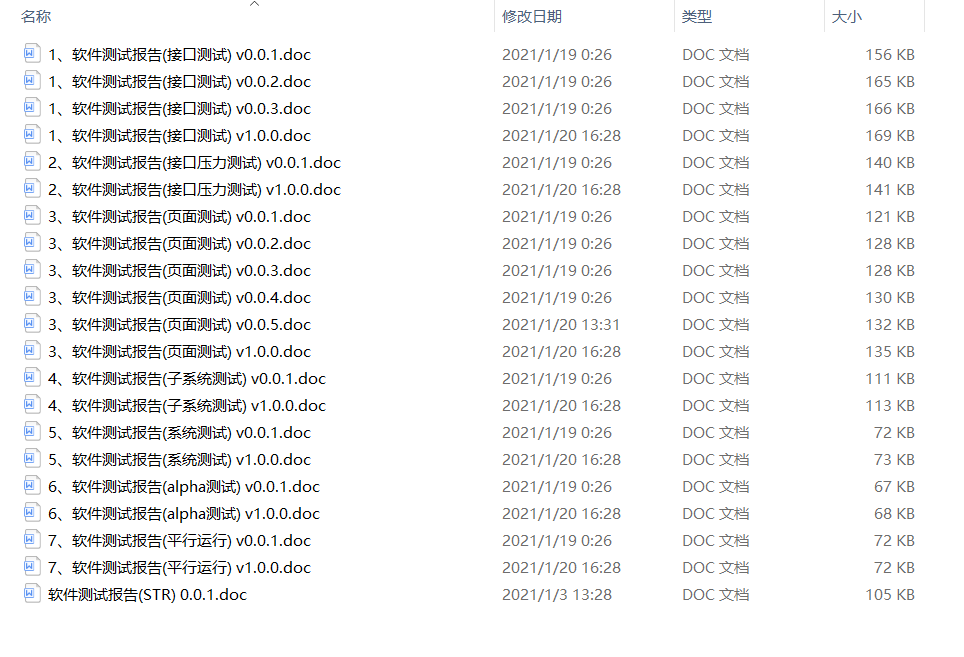 名称 修改日期 类型 大小
1、软件测试报告(接口测试) v0.0.1.doc 2021/1/19 0:26 DOC 文档 156 KB
1、软件测试报告(接口测试) v0.0.2.doc 2021/1/19 0:26 DOC 文档 165 KB
1、软件测试报告(接口测试) v0.0.3.doc 2021/1/19 0:26 DOC 文档 166 KB
1、软件测试报告(接口测试) v1.0.0.doc 2021/1/20 16:28 DOC 文档 169 KB
2、软件测试报告(接口压力测试) v0.0.1.doc 2021/1/19 0:26 DOC 文档 140 KB
2、软件测试报告(接口压力测试) v1.0.0.doc 2021/1/20 16:28 DOC 文档 141 KB
3、软件测试报告(页面测试) v0.0.1.doc 2021/1/19 0:26 DOC 文档 121 KB
3、软件测试报告(页面测试) v0.0.2.doc 2021/1/19 0:26 DOC 文档 128 KB
3、软件测试报告(页面测试) v0.0.3.doc 2021/1/19 0:26 DOC 文档 128 KB
3、软件测试报告(页面测试) v0.0.4.doc 2021/1/19 0:26 DOC 文档 130 KB
3、软件测试报告(页面测试) v0.0.5.doc 2021/1/20 13:31 DOC 文档 132 KB
3、软件测试报告(页面测试) v1.0.0.doc 2021/1/20 16:28 DOC 文档 135 KB
4、软件测试报告(子系统测试) v0.0.1.doc 2021/1/19 0:26 DOC 文档 111 KB
4、软件测试报告(子系统测试) v1.0.0.doc 2021/1/20 16:28 DOC 文档 113 KB
5、软件测试报告(系统测试) v0.0.1.doc 2021/1/19 0:26 DOC 文档 72 KB
5、软件测试报告(系统测试) v1.0.0.doc 2021/1/20 16:28 DOC 文档 73 KB
6、软件测试报告(alpha测试) v0.0.1.doc 2021/1/19 0:26 DOC 文档 67 KB
6、软件测试报告(alpha测试) v1.0.0.doc 2021/1/20 16:28 DOC 文档 68 KB
7、软件测试报告(平行运行) v0.0.1.doc 2021/1/19 0:26 DOC 文档 72 KB
7、软件测试报告(平行运行) v1.0.0.doc 2021/1/20 16:28 DOC 文档 72 KB
软件测试报告(STR) 0.0.1.doc 2021/1/3 13:28 DOC 文档 105 KB